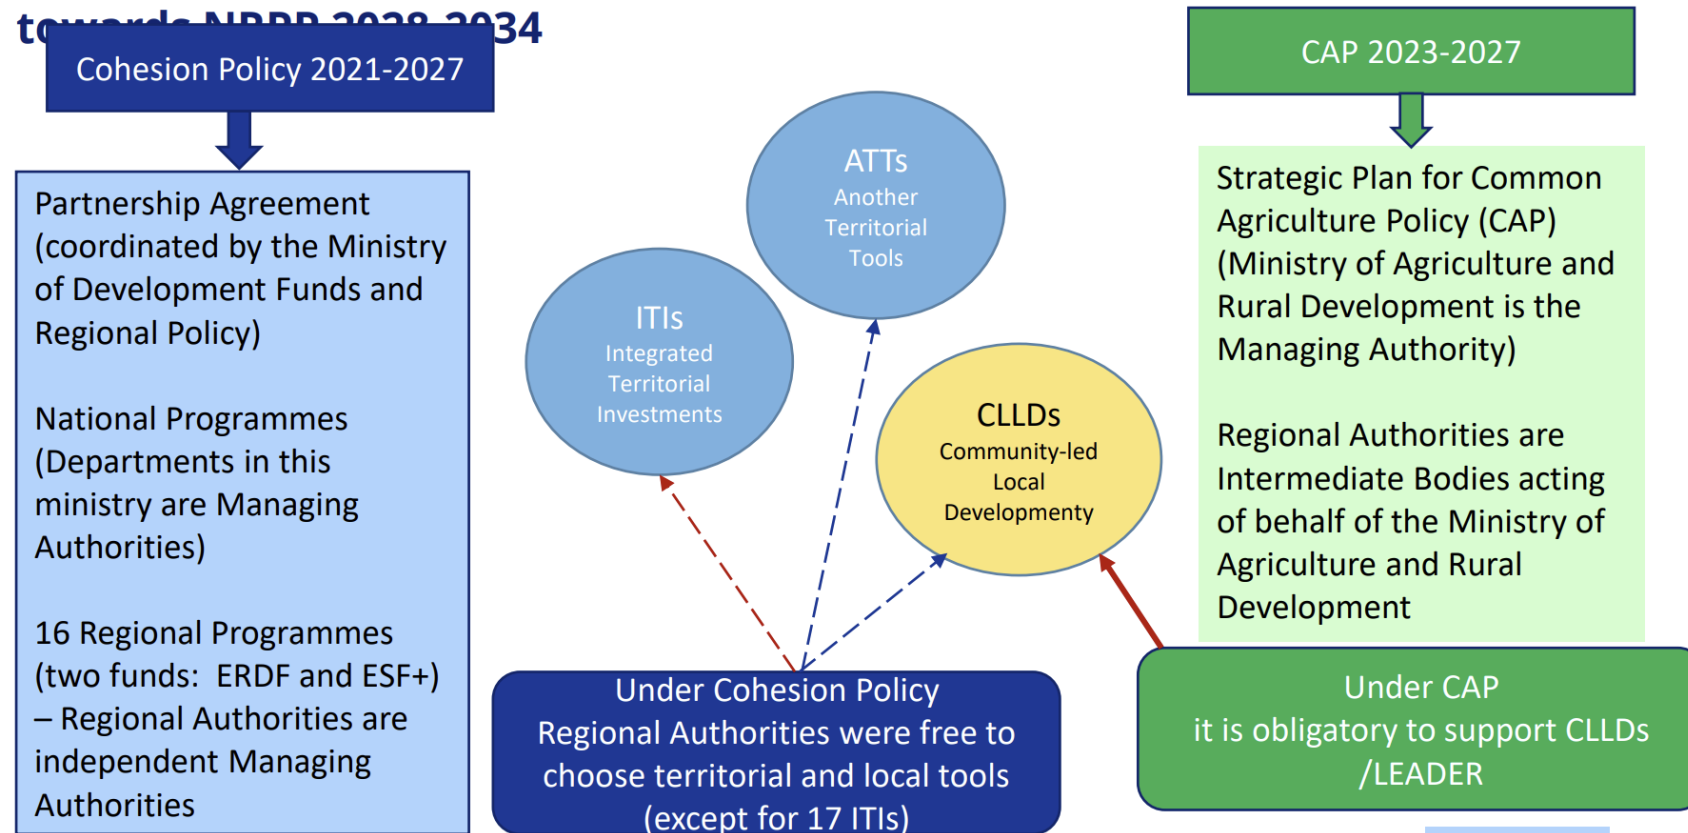 towards NRPP 2028-2034
Cohesion Policy 2021-2027
Partnership Agreement
(coordinated by the Ministry
of Development Funds and
Regional Policy)
National Programmes
(Departments in this
ministry are Managing
Authorities)
16 Regional Programmes
(two funds: ERDF and ESF+)
– Regional Authorities are
independent Managing
Authorities
ITIs
Integrated
Territorial
Investments
ATTs
Another
Territorial
Tools
CLLDs
Community-led
Local
Developmenty
Under Cohesion Policy
Regional Authorities were free to
choose territorial and local tools
(except for 17 ITIs)
CAP 2023-2027
Strategic Plan for Common
Agriculture Policy (CAP)
(Ministry of Agriculture and
Rural Development is the
Managing Authority)
Regional Authorities are
Intermediate Bodies acting
of behalf of the Ministry of
Agriculture and Rural
Development
Under CAP
it is obligatory to support CLLDs
/LEADER